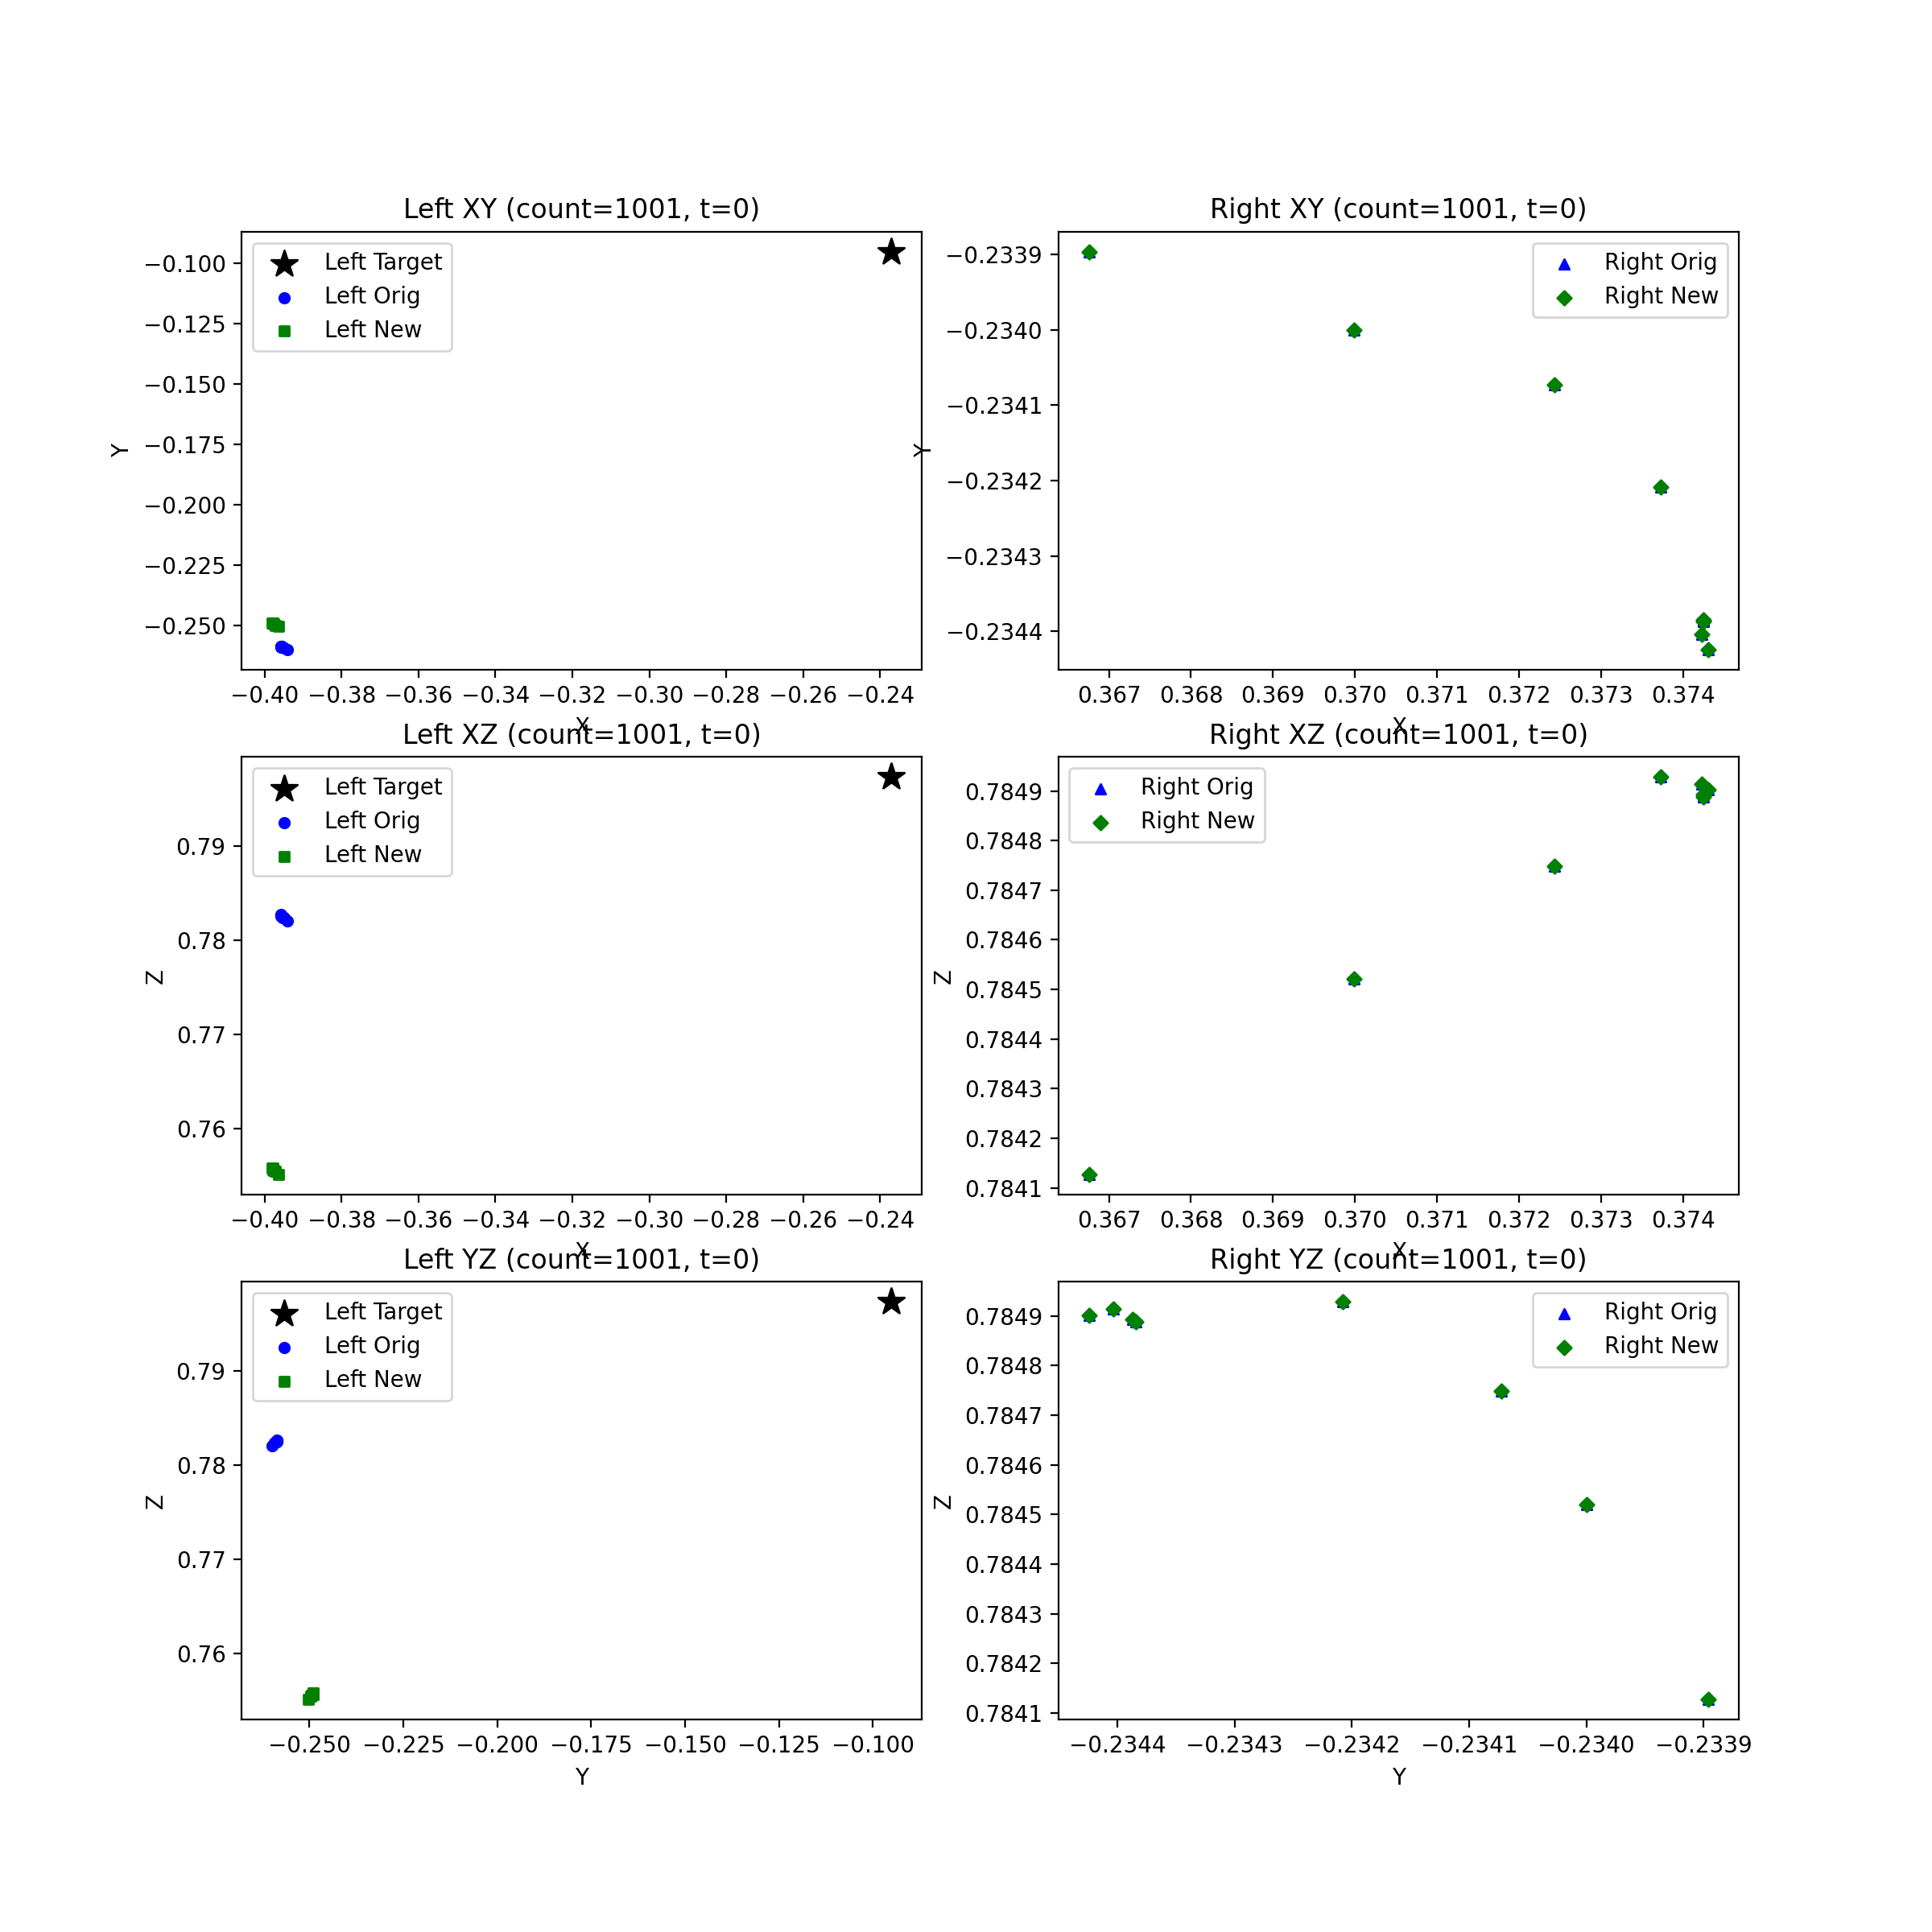 Left XY (count=1001, t=0)
Left Target
Left Orig
Left New
−0.100
−0.125
−0.150
−0.175
−0.200
−0.225
−0.250
Y
−0.40 −0.38 −0.36 −0.34 −0.32 −0.30 −0.28 −0.26 −0.24
X
Right XY (count=1001, t=0)
Right Orig
Right New
−0.2339
−0.2340
−0.2341
−0.2342
−0.2343
−0.2344
Y
0.367 0.368 0.369 0.370 0.371 0.372 0.373 0.374
X
Left XZ (count=1001, t=0)
Left Target
Left Orig
Left New
0.79
0.78
0.77
0.76
Z
−0.40 −0.38 −0.36 −0.34 −0.32 −0.30 −0.28 −0.26 −0.24
X
Right XZ (count=1001, t=0)
Right Orig
Right New
0.7849
0.7848
0.7847
0.7846
0.7845
0.7844
0.7843
0.7842
0.7841
Z
0.367 0.368 0.369 0.370 0.371 0.372 0.373 0.374
X
Left YZ (count=1001, t=0)
Left Target
Left Orig
Left New
0.79
0.78
0.77
0.76
Z
−0.250 −0.225 −0.200 −0.175 −0.150 −0.125 −0.100
Y
Right YZ (count=1001, t=0)
Right Orig
Right New
0.7849
0.7848
0.7847
0.7846
0.7845
0.7844
0.7843
0.7842
0.7841
Z
−0.2344 −0.2343 −0.2342 −0.2341 −0.2340 −0.2339
Y